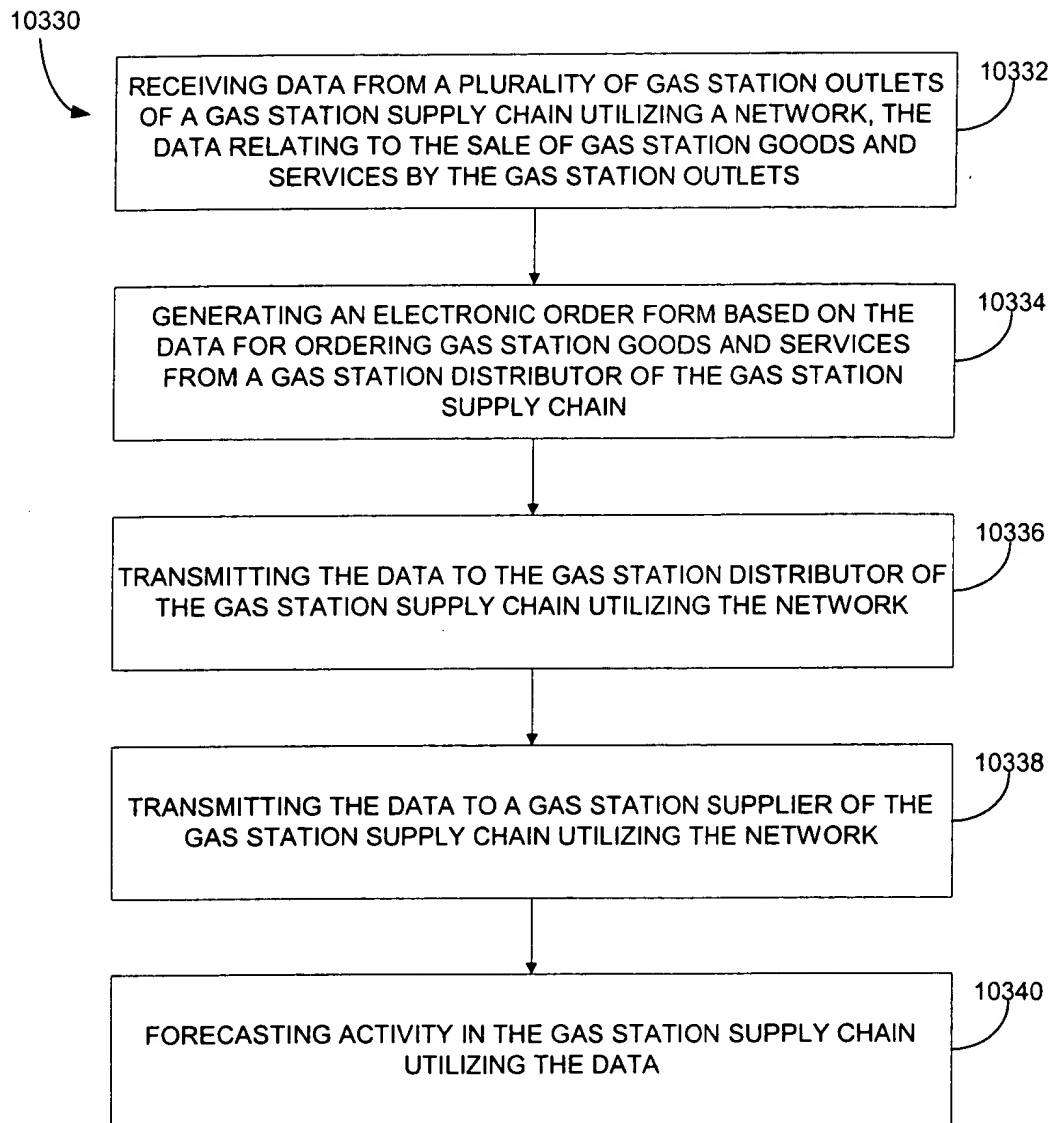 10330
RECEIVING DATA FROM A PLURALITY OF GAS STATION OUTLETS
OF A GAS STATION SUPPLY CHAIN UTILIZING A NETWORK, THE
DATA RELATING TO THE SALE OF GAS STATION GOODS AND
SERVICES BY THE GAS STATION OUTLETS
10332
GENERATING AN ELECTRONIC ORDER FORM BASED ON THE
DATA FOR ORDERING GAS STATION GOODS AND SERVICES
FROM A GAS STATION DISTRIBUTOR OF THE GAS STATION
SUPPLY CHAIN
10334
TRANSMITTING THE DATA TO THE GAS STATION DISTRIBUTOR OF
THE GAS STATION SUPPLY CHAIN UTILIZING THE NETWORK
10336
TRANSMITTING THE DATA TO A GAS STATION SUPPLIER OF THE
GAS STATION SUPPLY CHAIN UTILIZING THE NETWORK
10338
FORECASTING ACTIVITY IN THE GAS STATION SUPPLY CHAIN
UTILIZING THE DATA
10340